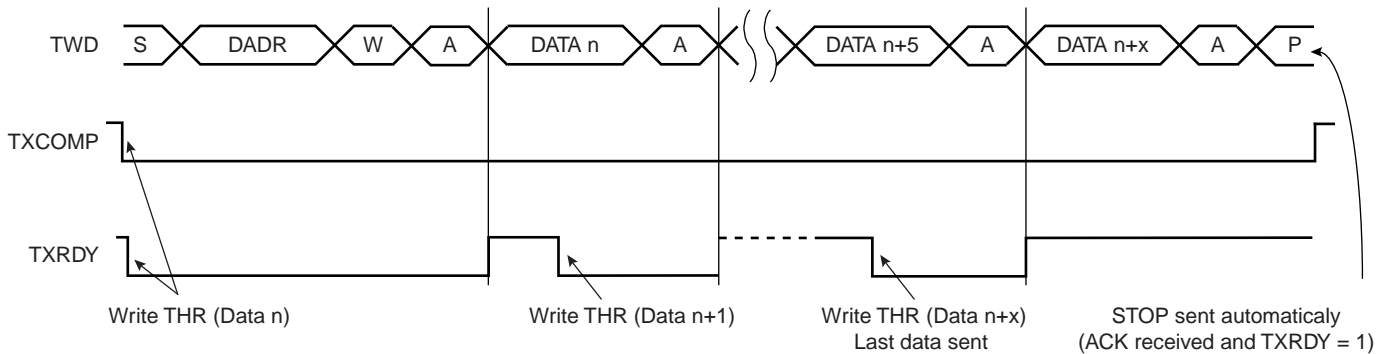 TWD S DADR W A DATA n A DATA n+5 A DATA n+x A P
TXCOMP
TXRDY
Write THR (Data n)
Write THR (Data n+1)
Write THR (Data n+x)
Last data sent
STOP sent automaticaly
(ACK received and TXRDY = 1)